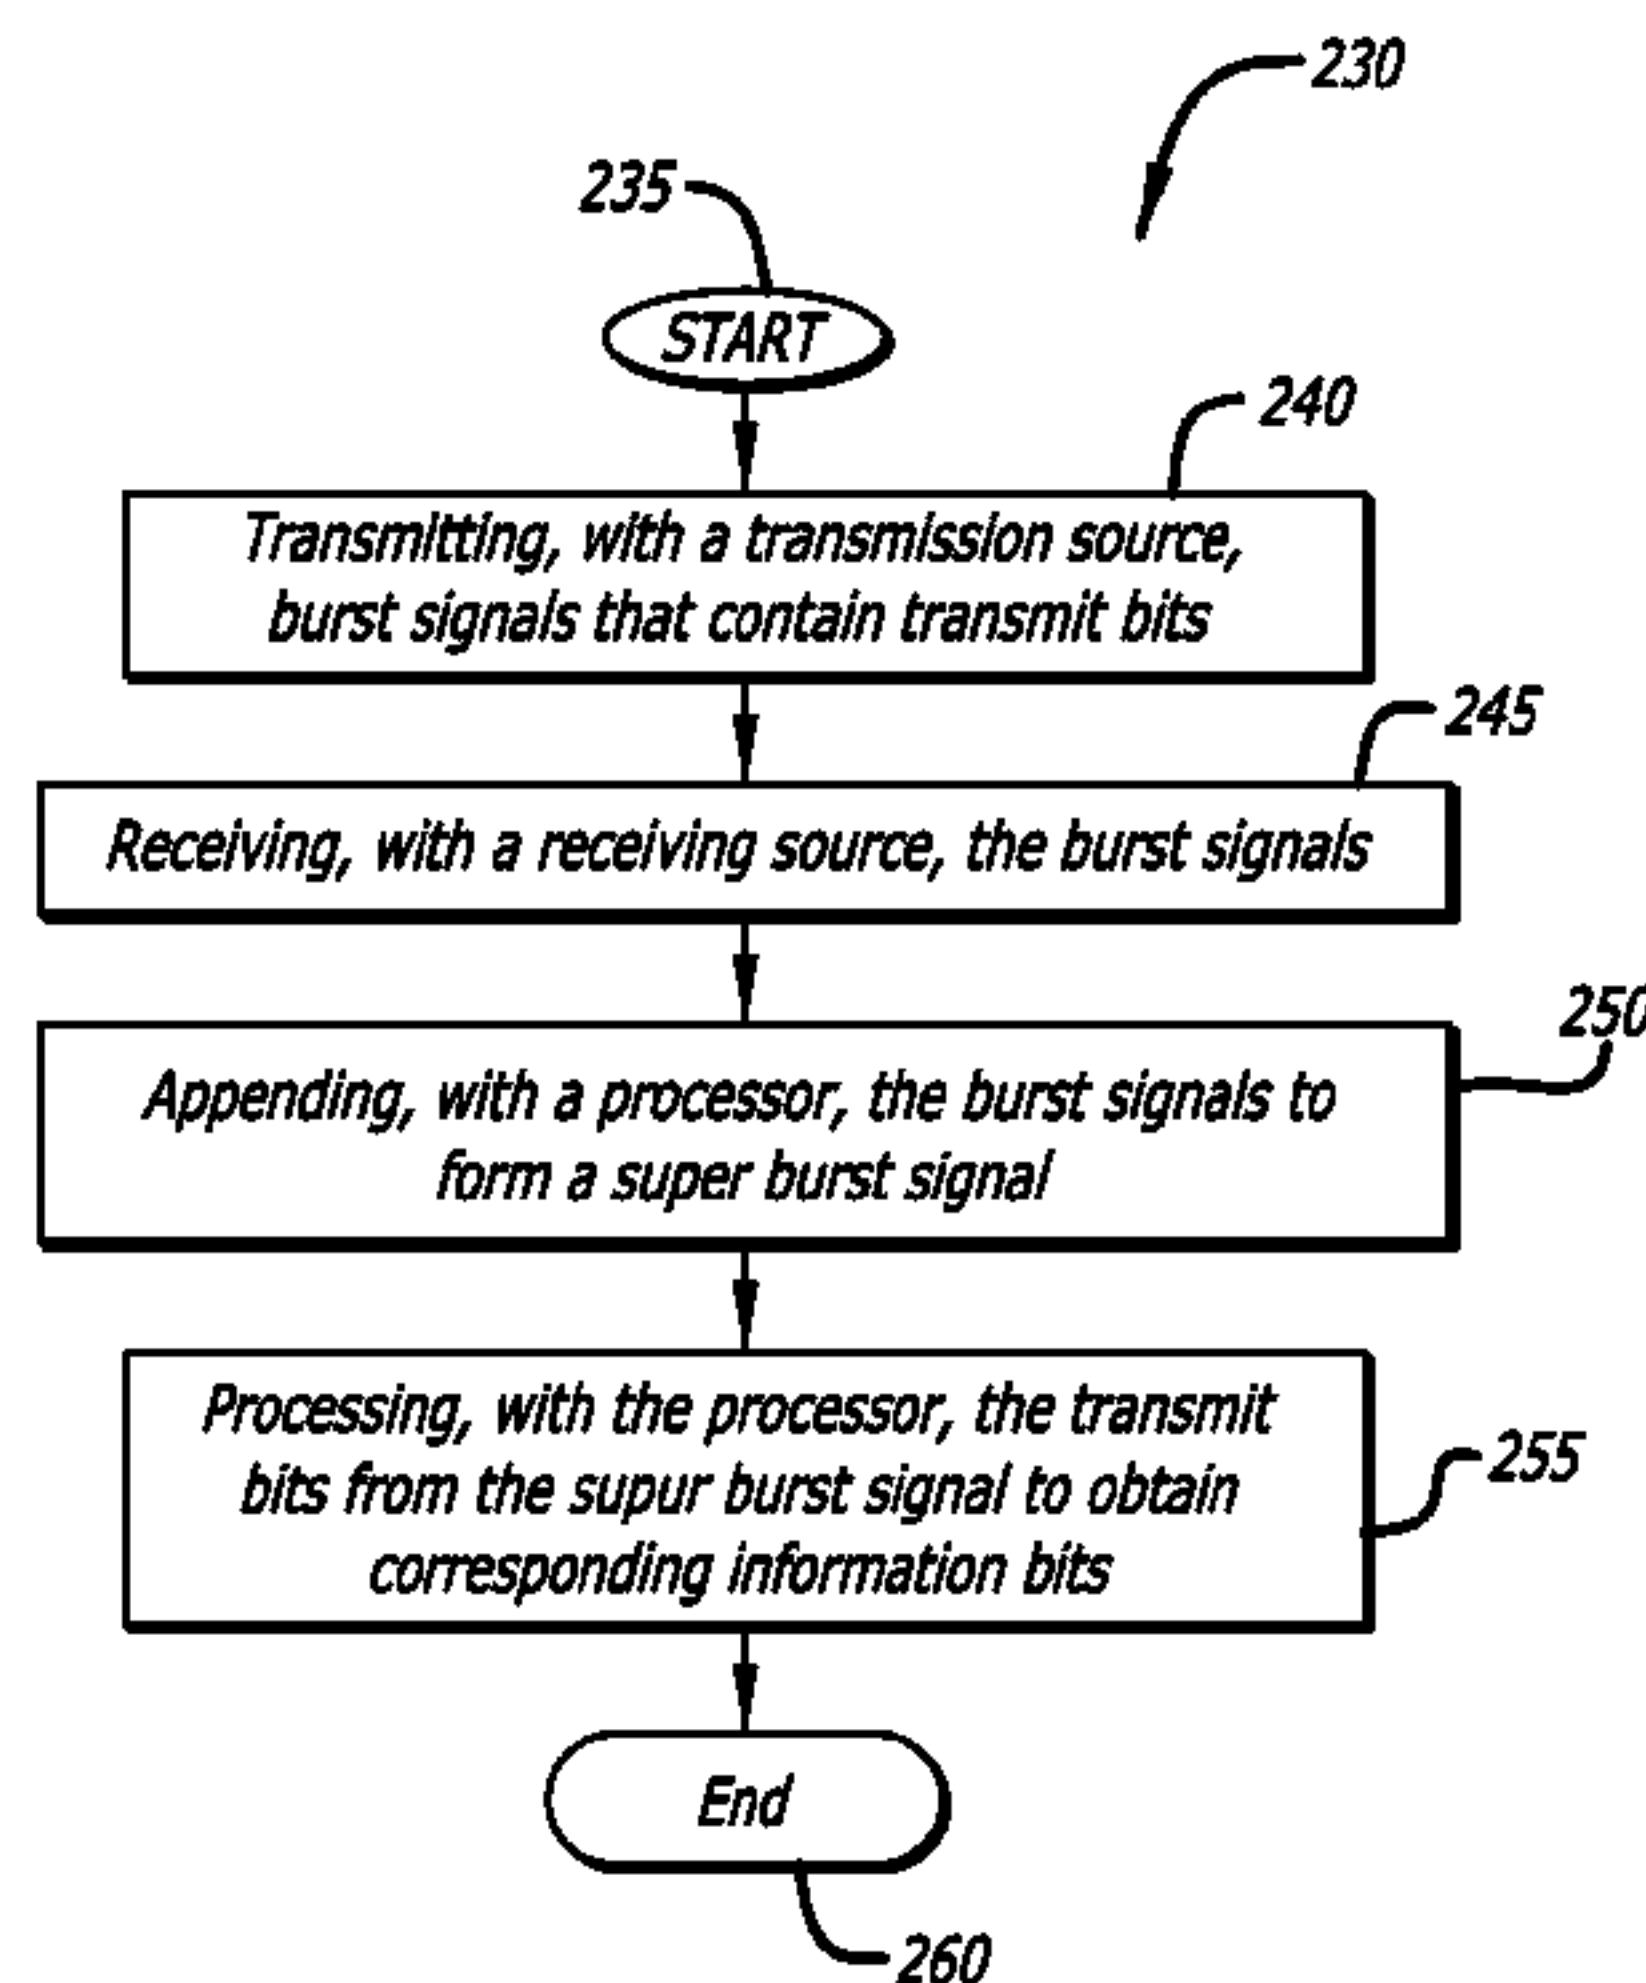 230
235
START
240
Transmitting, with a transmission source,
burst signals that contain transmit bits
245
Receiving, with a receiving source, the burst signals
250
Appending, with a processor, the burst signals to
form a super burst signal
Processing, with the processor, the transmit
bits from the supur burst signal to obtain
corresponding information bits
255
End
260